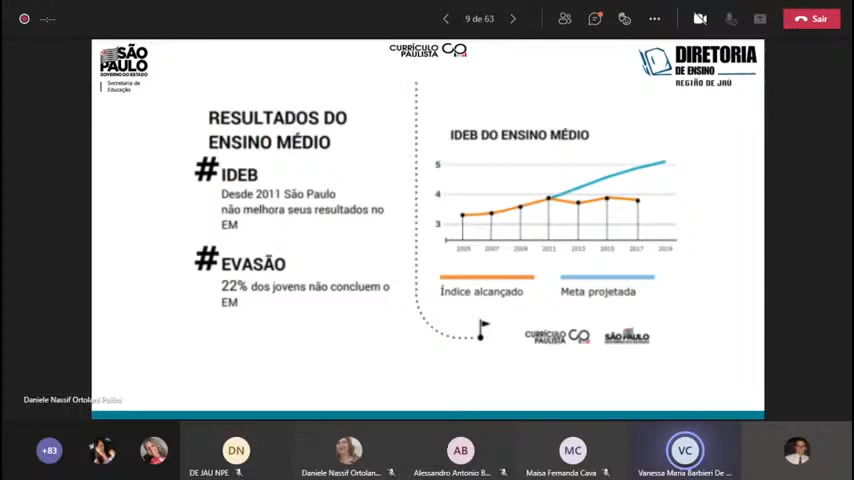 --:--
9 de 63
Sair
SÃO PAULO
GOVERNO DO ESTADO
Secretaria de
Educação
CURRÍCULO
PAULISTA
DIRETORIA
DE ENSINO
REGIÃO DE JAÚ
RESULTADOS DO
ENSINO MÉDIO
# IDEB
Desde 2011 São Paulo
não melhora seus resultados no
EM
# EVASÃO
22% dos jovens não concluem o
EM
IDEB DO ENSINO MÉDIO
5
4
3
2005 2007 2009 2011 2013 2015 2017 2019
Índice alcançado
Meta projetada
CURRÍCULO
PAULISTA
SÃO PAULO
GOVERNO DO ESTADO
Daniele Nassif Ortolani Polini
+83
DN
DE JAU NPE
Daniele Nassif Ortolan...
AB
Alessandro Antonio B...
MC
Maisa Fernanda Cava
VC
Vanessa Maria Barbieri De ...